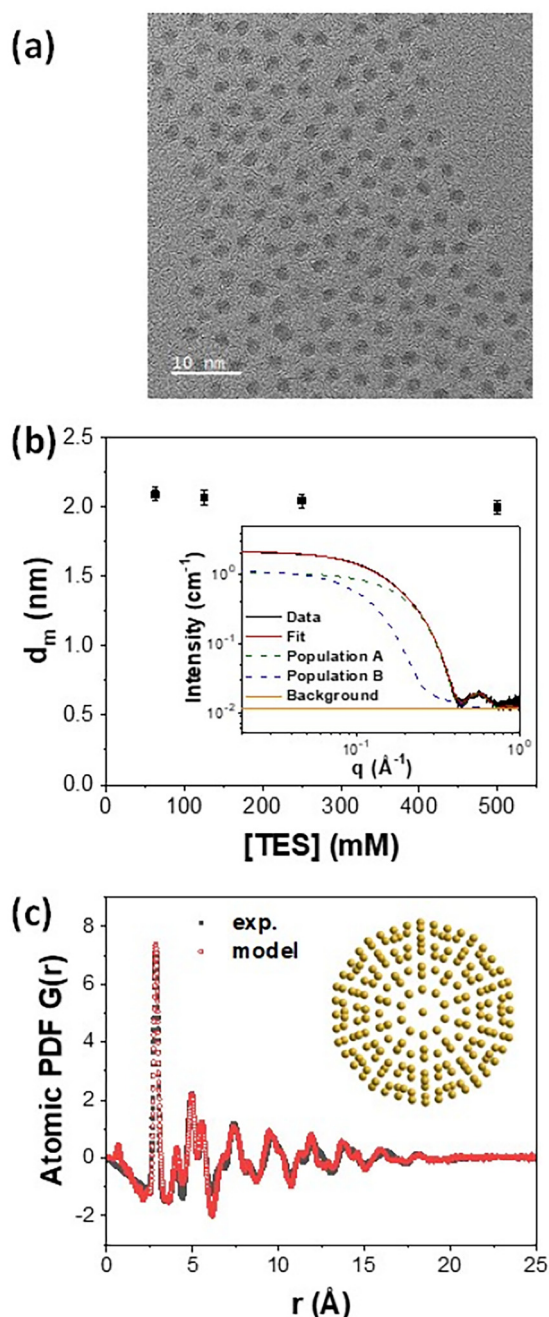 (a)
10 nm
(b)
2.5
2.0
1.5
1.0
0.5
0.0
d_m (nm)
0 100 200 300 400 500
[TES] (mM)
Intensity (cm⁻¹)
10⁰
10⁻¹
10⁻²
Data
Fit
Population A
Population B
Background
10⁻¹ 10⁰
q (Å⁻¹)
(c)
8
6
4
2
0
-2
Atomic PDF G(r)
exp.
model
0 5 10 15 20 25
r (Å)